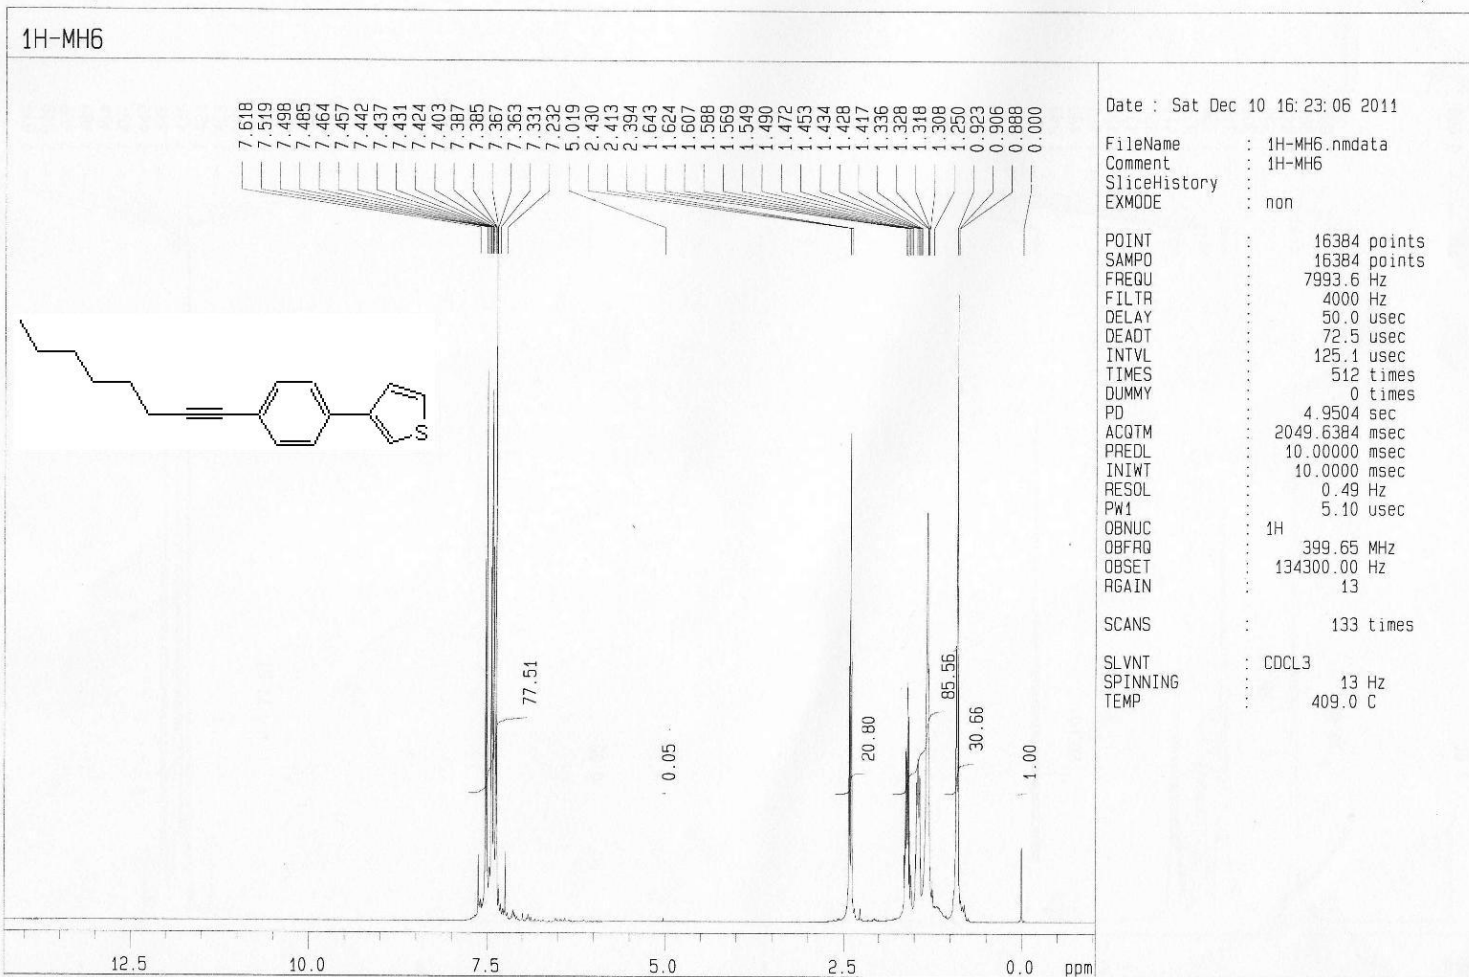 1H-MH6
7.618
7.519
7.498
7.485
7.464
7.457
7.442
7.437
7.431
7.424
7.403
7.387
7.385
7.367
7.363
7.331
7.232
5.019
2.430
2.413
2.394
1.643
1.624
1.607
1.588
1.569
1.549
1.490
1.472
1.453
1.434
1.428
1.417
1.336
1.328
1.318
1.308
1.250
0.923
0.906
0.888
0.000
S
77.51
0.05
20.80
85.56
30.66
1.00
12.5 10.0 7.5 5.0 2.5 0.0 ppm
Date : Sat Dec 10 16:23:06 2011
FileName : 1H-MH6.nmdata
Comment : 1H-MH6
SliceHistory :
EXMODE : non
POINT : 16384 points
SAMPO : 16384 points
FREQU : 7993.6 Hz
FILTR : 4000 Hz
DELAY : 50.0 usec
DEADT : 72.5 usec
INTVL : 125.1 usec
TIMES : 512 times
DUMMY : 0 times
PD : 4.9504 sec
ACQTM : 2049.6384 msec
PREDL : 10.00000 msec
INIWT : 10.0000 msec
RESOL : 0.49 Hz
PW1 : 5.10 usec
OBNUC : 1H
OBFRQ : 399.65 MHz
OBSET : 134300.00 Hz
RGAIN : 13
SCANS : 133 times
SLVNT : CDCL3
SPINNING : 13 Hz
TEMP : 409.0 C